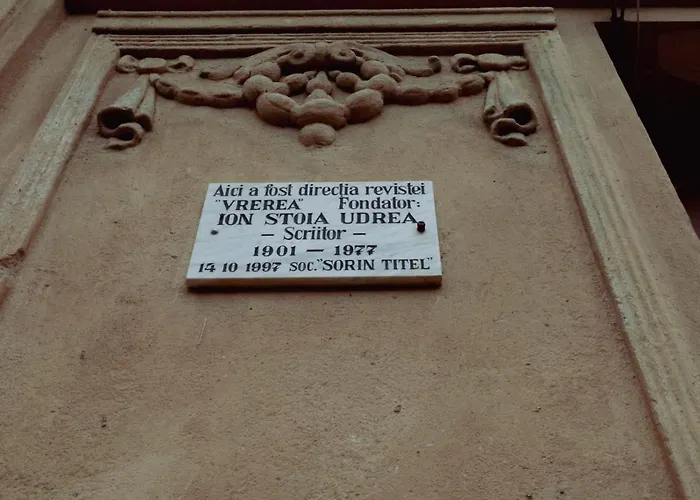 Aici a fost direcția revistei
"VREREA" Fondator:
ION STOIA UDREA
– Scriitor –
1901 – 1977
14 10 1997 SOC. "SORIN TITEL"